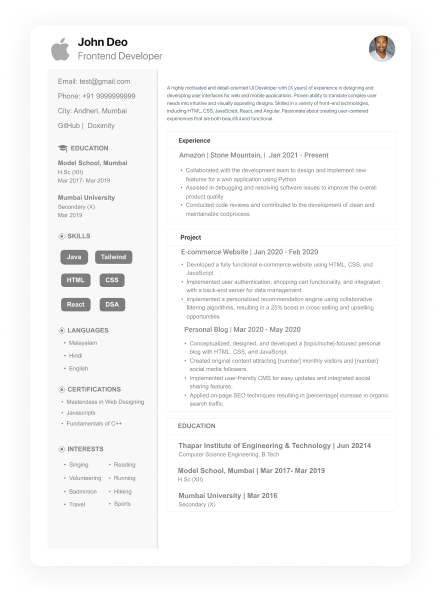 John Deo
Frontend Developer
Email: test@gmail.com
Phone: +91 9999999999
City: Andheri, Mumbai
GitHub | Doximity
EDUCATION
Model School, Mumbai
H.Sc (XII)
Mar 2017- Mar 2019
Mumbai University
Secondary (X)
Mar 2019
SKILLS
Java Tailwind
HTML CSS
React DSA
LANGUAGES
Malayalam
Hindi
English
CERTIFICATIONS
Masterclass in Web Designing
Javascripts
Fundamentals of C++
INTERESTS
Singing Reading
Volunteering Running
Badminton Hiking
Travel Sports
A highly motivated and detail-oriented UI Developer with [X years] of experience in designing and
developing user interfaces for web and mobile applications. Proven ability to translate complex user
needs into intuitive and visually appealing designs. Skilled in a variety of front-end technologies,
including HTML, CSS, JavaScript, React, and Angular. Passionate about creating user-centered
experiences that are both beautiful and functional.
Experience
Amazon | Stone Mountain, | Jan 2021 - Present
Collaborated with the development team to design and implement new
features for a web application using Python
Assisted in debugging and resolving software issues to improve the overall
product quality
Conducted code reviews and contributed to the development of clean and
maintainable codprocess
Project
E-commerce Website | Jan 2020 - Feb 2020
Developed a fully functional e-commerce website using HTML, CSS, and
JavaScript
Implemented user authentication, shopping cart functionality, and integrated
with a back-end server for data management
Implemented a personalized recommendation engine using collaborative
filtering algorithms, resulting in a 25% boost in cross-selling and upselling
opportunities
Personal Blog | Mar 2020 - May 2020
Conceptualized, designed, and developed a [topic/niche]-focused personal
blog with HTML, CSS, and JavaScript.
Created original content attracting [number] monthly visitors and [number]
social media followers.
Implemented user-friendly CMS for easy updates and integrated social
sharing features.
Applied on-page SEO techniques resulting in [percentage] increase in organic
search traffic.
EDUCATION
Thapar Institute of Engineering & Technology | Jun 20214
Computer Science Engineering, B.Tech
Model School, Mumbai | Mar 2017- Mar 2019
H.Sc (XII)
Mumbai University | Mar 2016
Secondary (X)